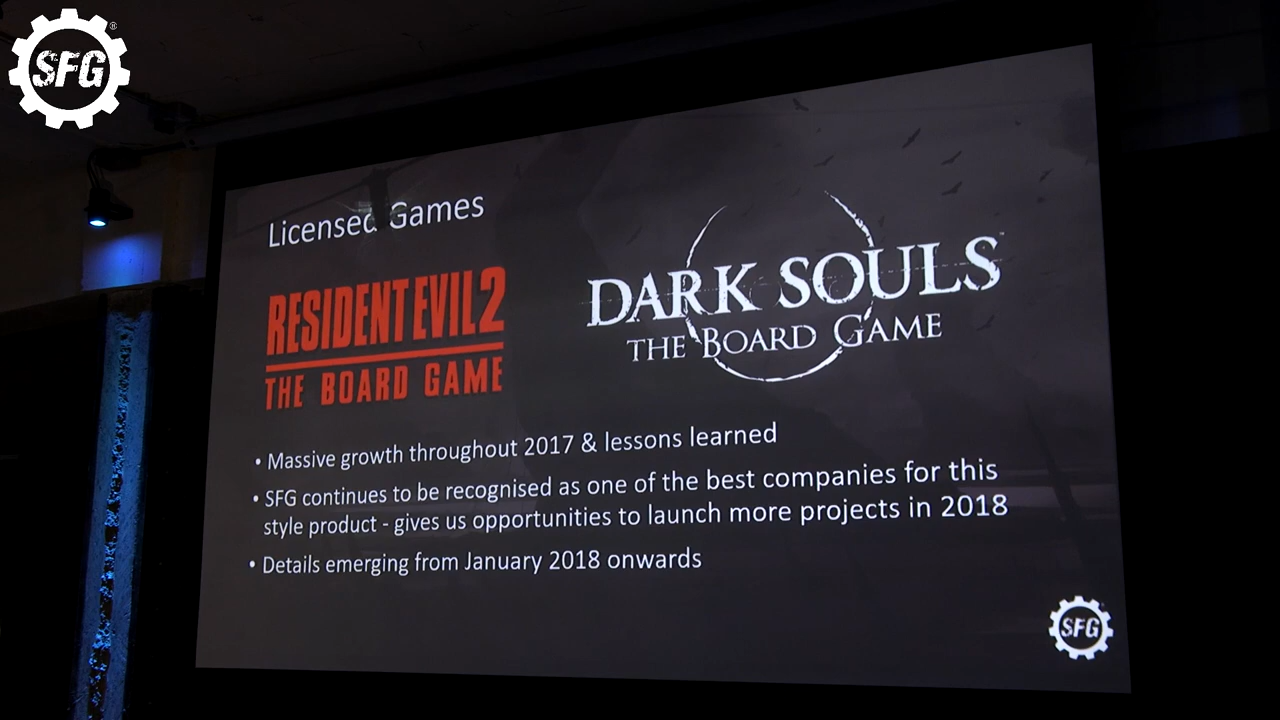 SFG®
Licensed Games
RESIDENT EVIL 2
THE BOARD GAME
DARK SOULS™
THE BOARD GAME
• Massive growth throughout 2017 & lessons learned
• SFG continues to be recognised as one of the best companies for this
style product - gives us opportunities to launch more projects in 2018
• Details emerging from January 2018 onwards
SFG